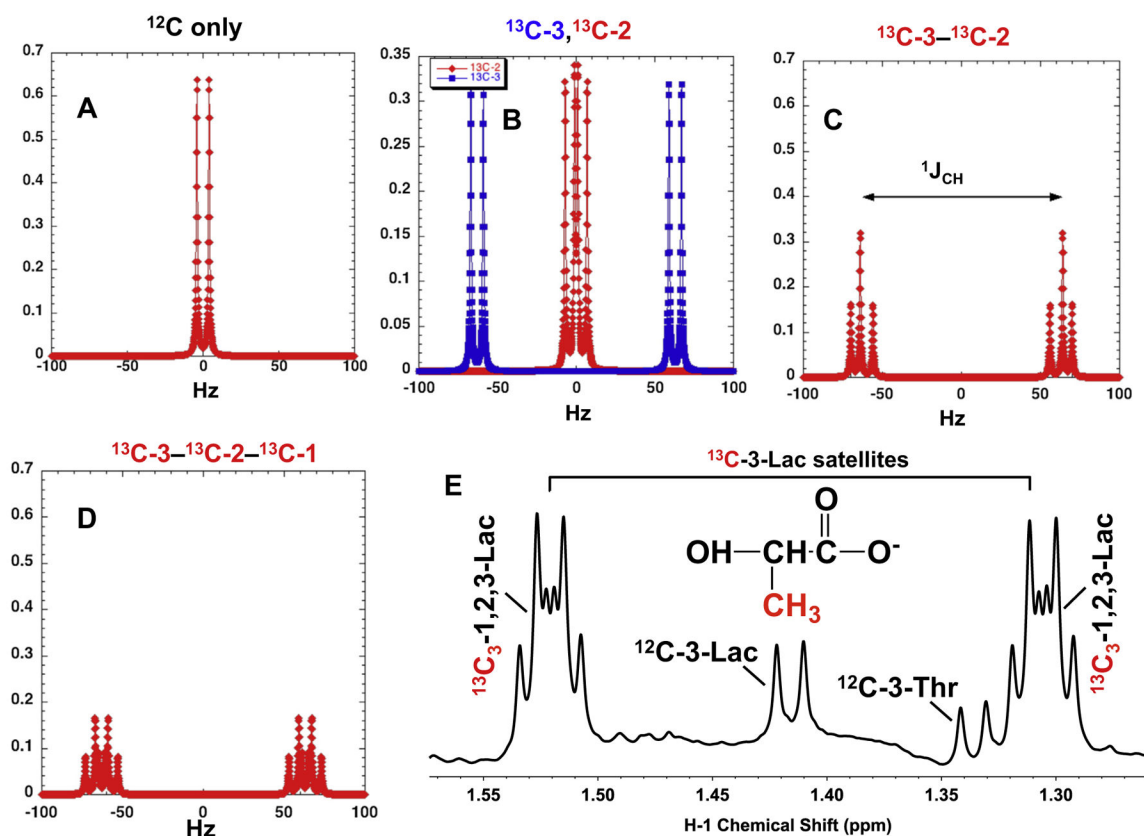 ¹²C only
0.7
0.6
0.5
0.4
0.3
0.2
0.1
0
A
-100
-50
0
50
100
Hz
¹³C-3,¹³C-2
0.35
0.3
0.25
0.2
0.15
0.1
0.05
0
13C-2
13C-3
B
-100
-50
0
50
100
Hz
¹³C-3–¹³C-2
0.7
0.6
0.5
0.4
0.3
0.2
0.1
0
C
¹J_CH
-100
-50
0
50
100
Hz
¹³C-3–¹³C-2–¹³C-1
0.7
0.6
0.5
0.4
0.3
0.2
0.1
0
D
-100
-50
0
50
100
Hz
E
¹³C-3-Lac satellites
O
OH—CH—C—O⁻
CH₃
¹³C₃-1,2,3-Lac
¹²C-3-Lac
¹²C-3-Thr
¹³C₃-1,2,3-Lac
1.55
1.50
1.45
1.40
1.35
1.30
H-1 Chemical Shift (ppm)